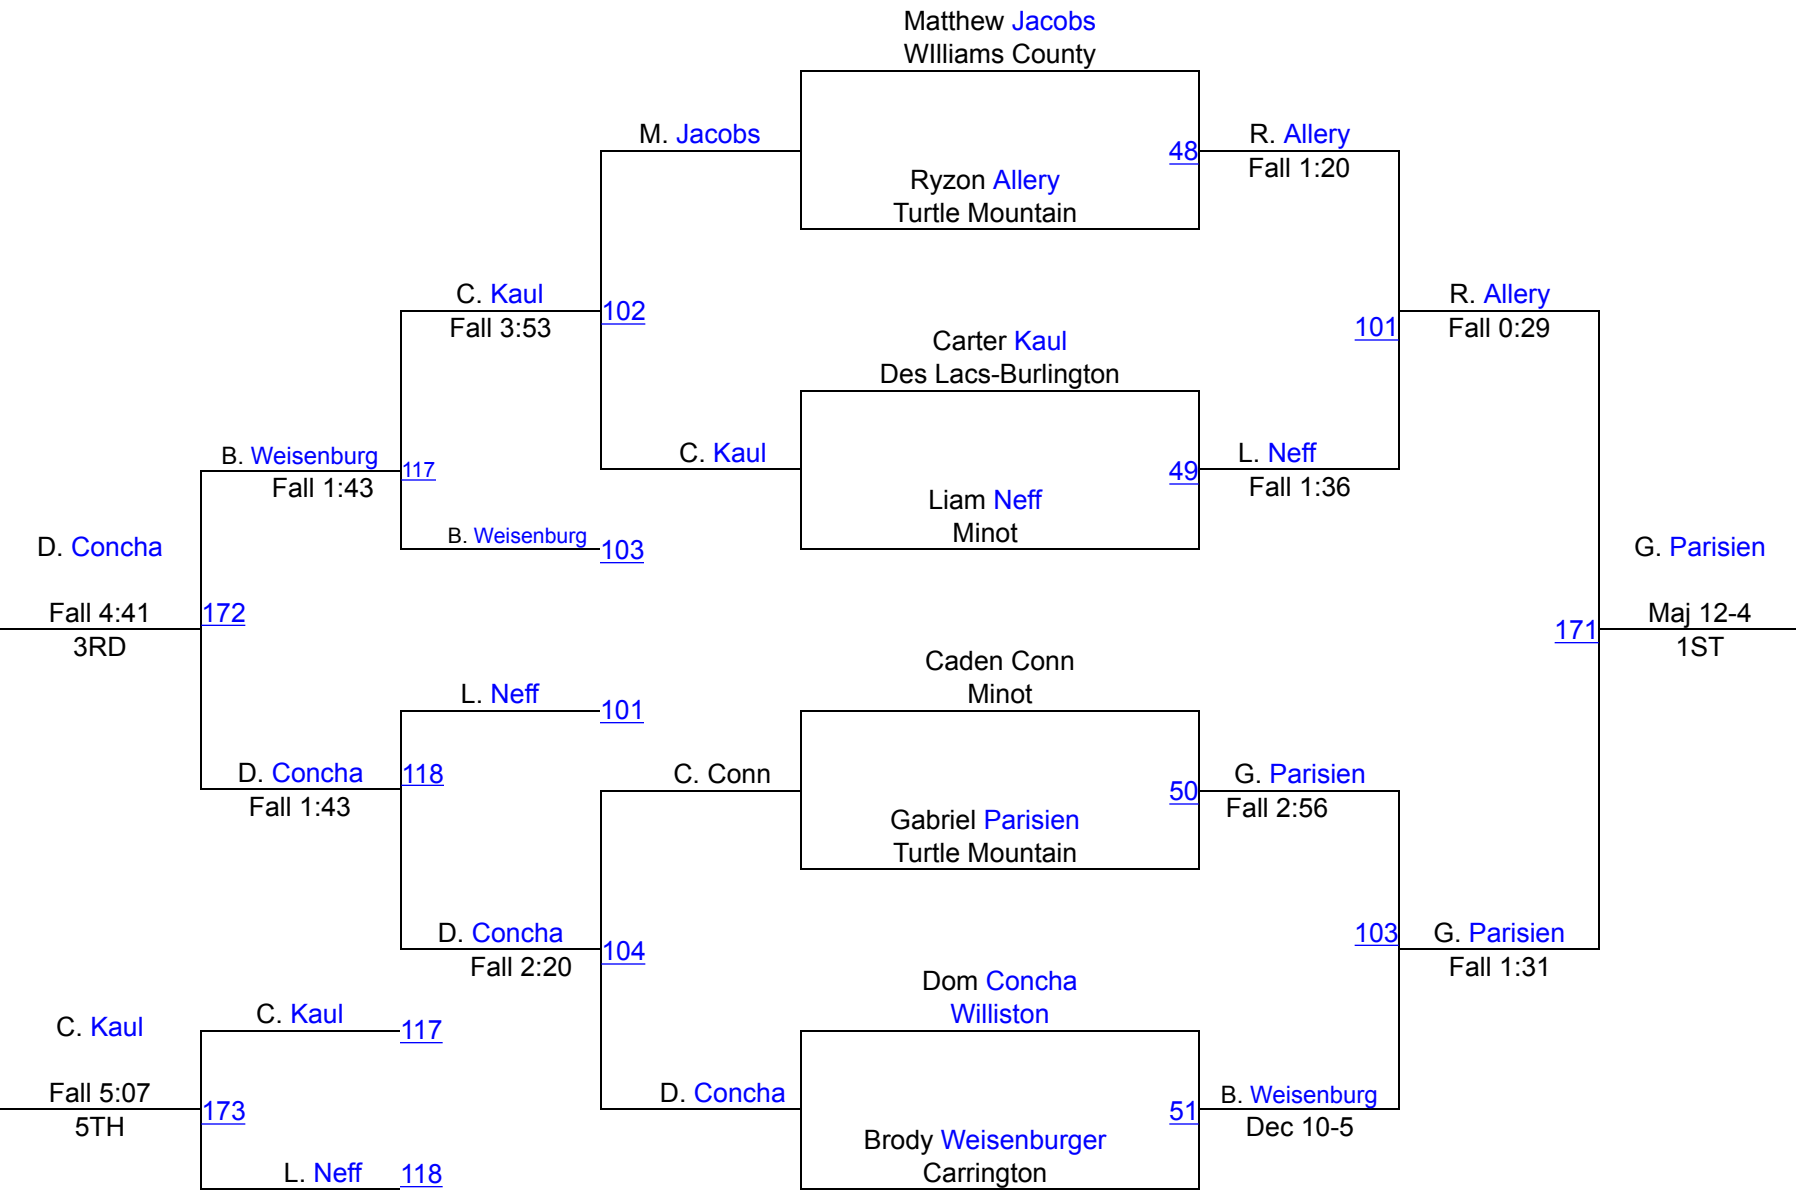 Matthew Jacobs
WIlliams County
M. Jacobs
48
R. Allery
Fall 1:20
Ryzon Allery
Turtle Mountain
C. Kaul
Fall 3:53
102
R. Allery
Fall 0:29
101
Carter Kaul
Des Lacs-Burlington
B. Weisenburg
Fall 1:43
117
C. Kaul
49
L. Neff
Fall 1:36
Liam Neff
Minot
B. Weisenburg
103
D. Concha
Fall 4:41
3RD
172
G. Parisien
Maj 12-4
1ST
171
Caden Conn
Minot
L. Neff
101
D. Concha
Fall 1:43
118
C. Conn
50
G. Parisien
Fall 2:56
Gabriel Parisien
Turtle Mountain
D. Concha
Fall 2:20
104
103
G. Parisien
Fall 1:31
Dom Concha
Williston
C. Kaul
Fall 5:07
5TH
C. Kaul
117
173
D. Concha
51
B. Weisenburg
Dec 10-5
Brody Weisenburger
Carrington
L. Neff
118